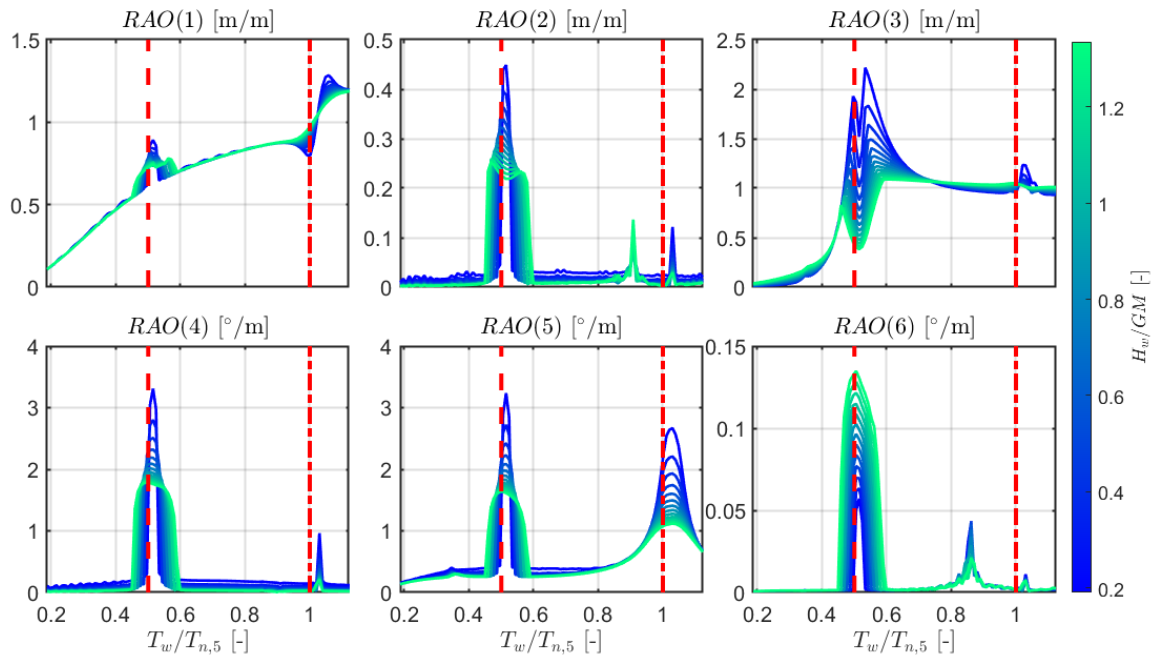 RAO(1) [m/m]
RAO(2) [m/m]
RAO(3) [m/m]
1.5
1
0.5
0
0.5
0.4
0.3
0.2
0.1
0
2.5
2
1.5
1
0.5
0
RAO(4) [°/m]
RAO(5) [°/m]
RAO(6) [°/m]
4
3
2
1
0
4
3
2
1
0
0.15
0.1
0.05
0
0.2 0.4 0.6 0.8 1
0.2 0.4 0.6 0.8 1
0.2 0.4 0.6 0.8 1
T_w/T_{n,5} [-]
T_w/T_{n,5} [-]
T_w/T_{n,5} [-]
1.2
1
0.8
0.6
0.4
0.2
H_w/GM [-]